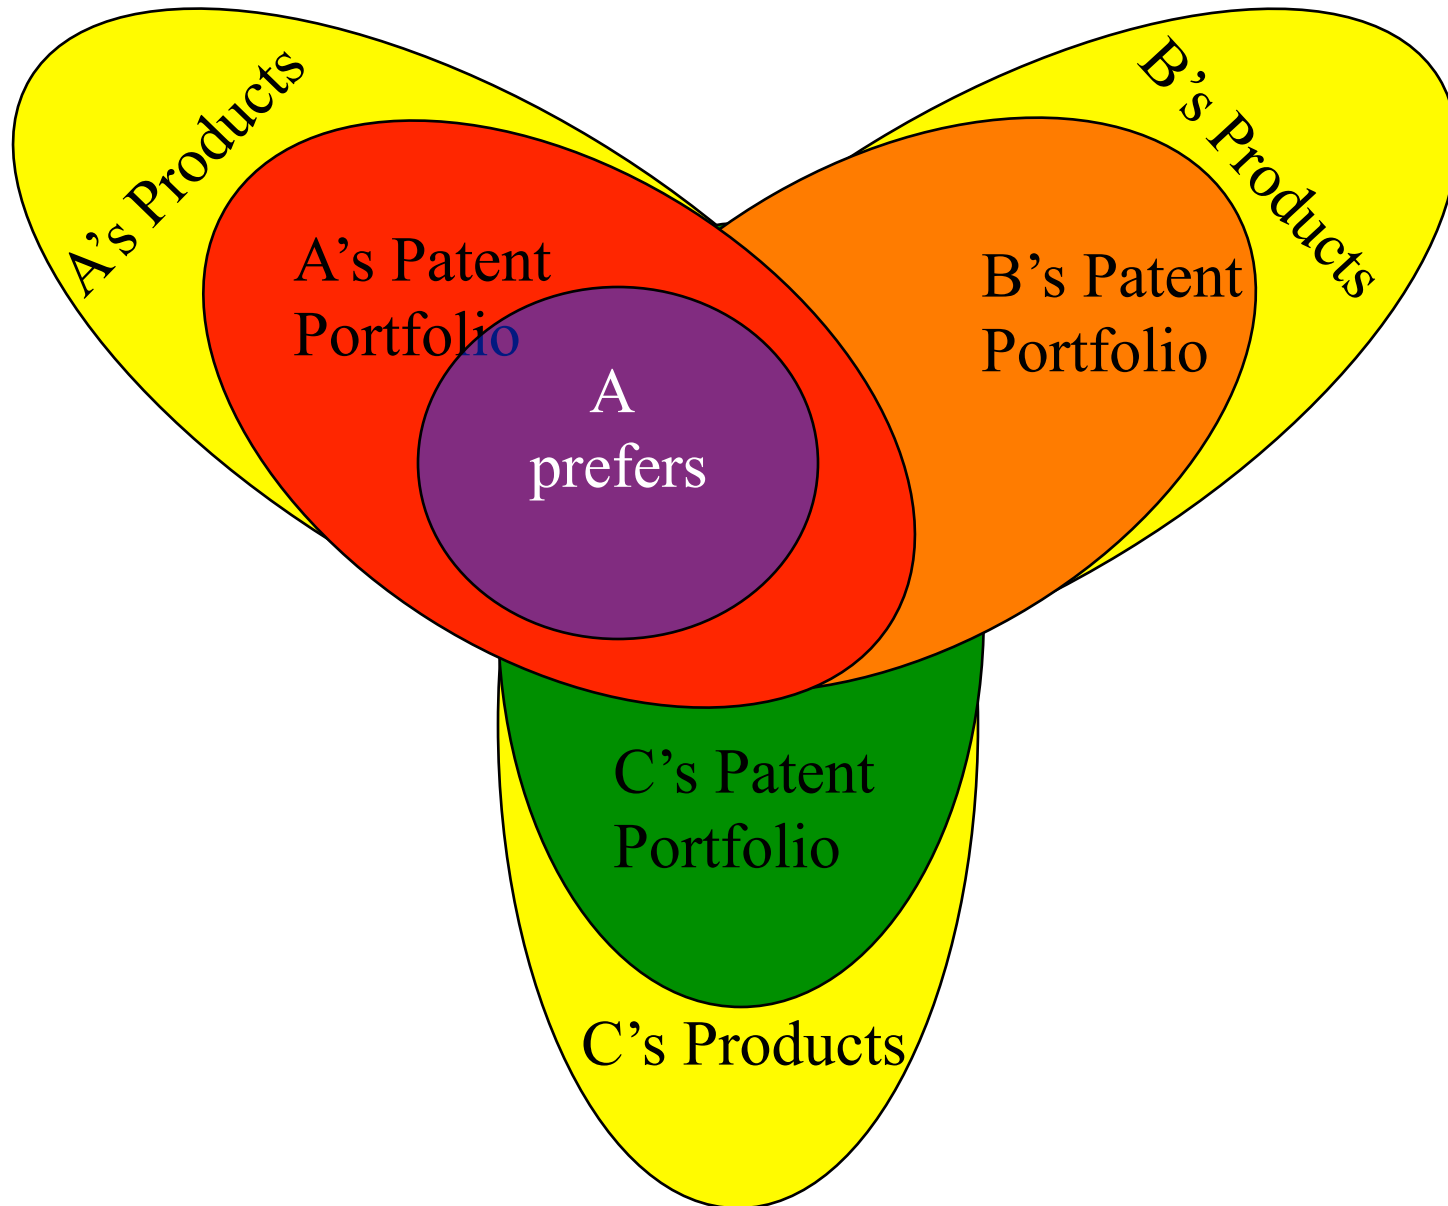 A’s Products
B’s Products
A’s Patent
Portfolio
B’s Patent
Portfolio
A
prefers
C’s Patent
Portfolio
C’s Products